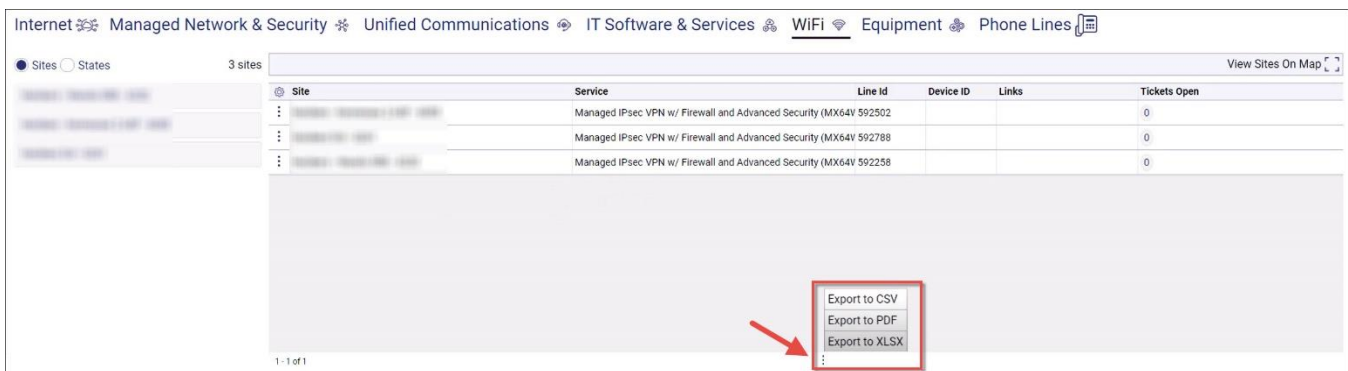 Internet Managed Network & Security Unified Communications IT Software & Services WiFi Equipment Phone Lines
Sites States 3 sites View Sites On Map
Site Service Line Id Device ID Links Tickets Open
Managed IPsec VPN w/ Firewall and Advanced Security (MX64W 592502 0
Managed IPsec VPN w/ Firewall and Advanced Security (MX64W 592788 0
Managed IPsec VPN w/ Firewall and Advanced Security (MX64W 592258 0
Export to CSV
Export to PDF
Export to XLSX
1 - 1 of 1